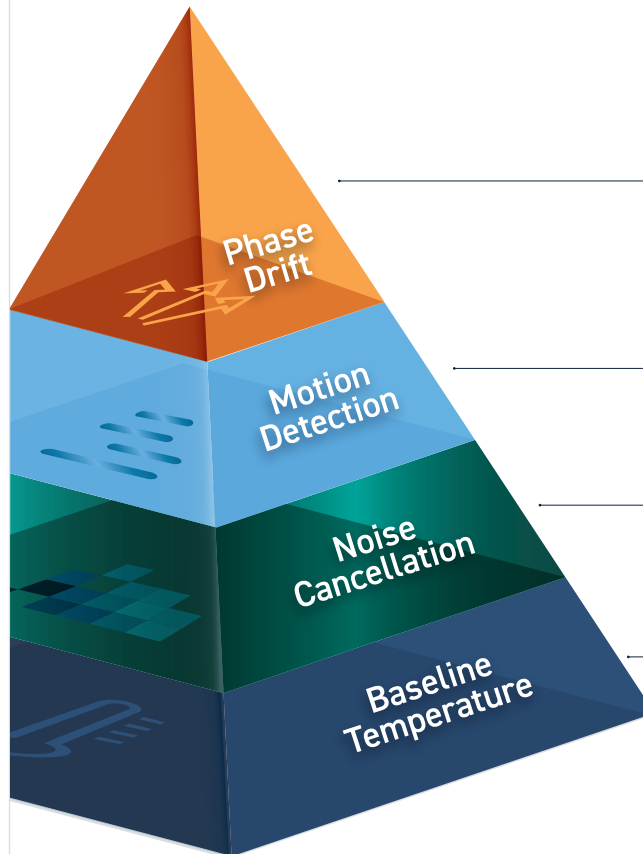 Phase
Drift
Motion
Detection
Noise
Cancellation
Baseline
Temperature